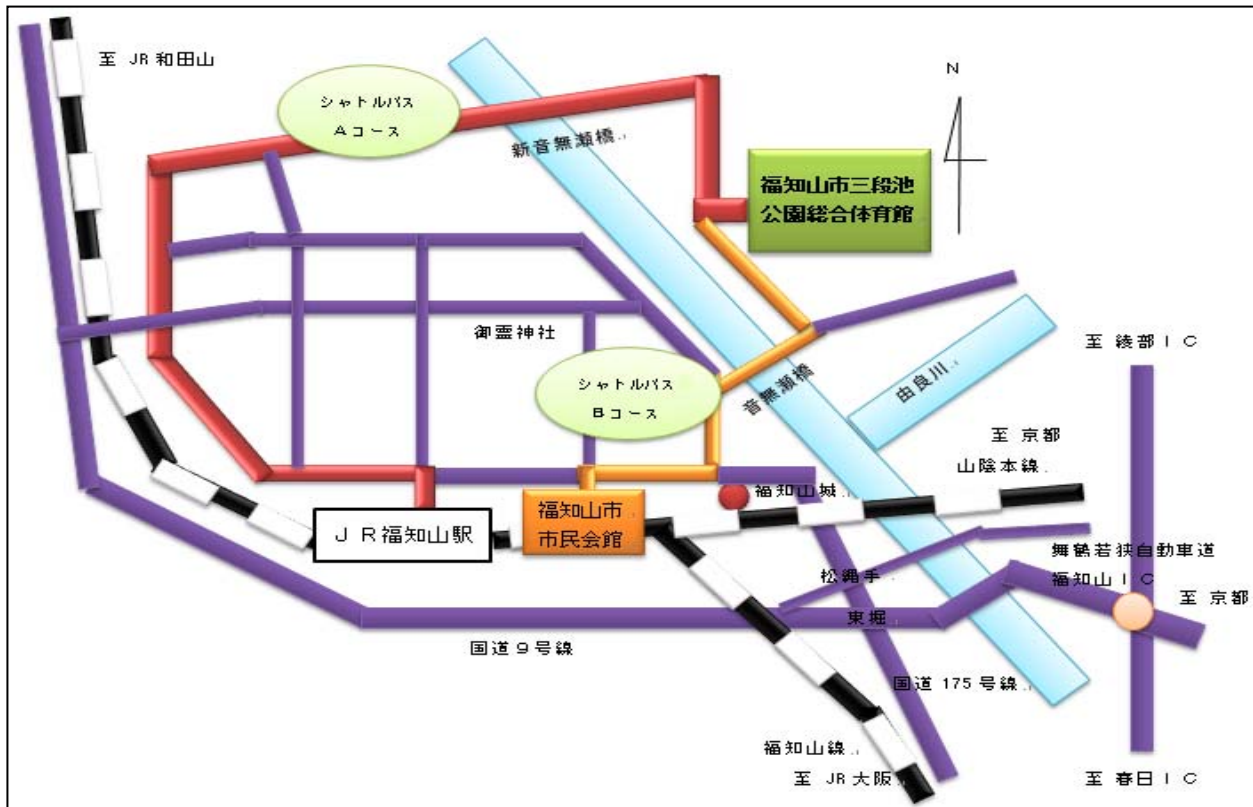 至 JR 和田山
シャトルバス
Aコース
新音無瀬橋
N
福知山市三段池
公園総合体育館
御霊神社
シャトルバス
Bコース
音無瀬橋
由良川
至 綾部IC
至 京都
山陰本線
福知山城
JR福知山駅
福知山市
市民会館
松縄手
舞鶴若狭自動車道
福知山IC
至 京都
東堀
国道9号線
国道 175 号線
福知山線
至 JR 大阪
至 春日IC